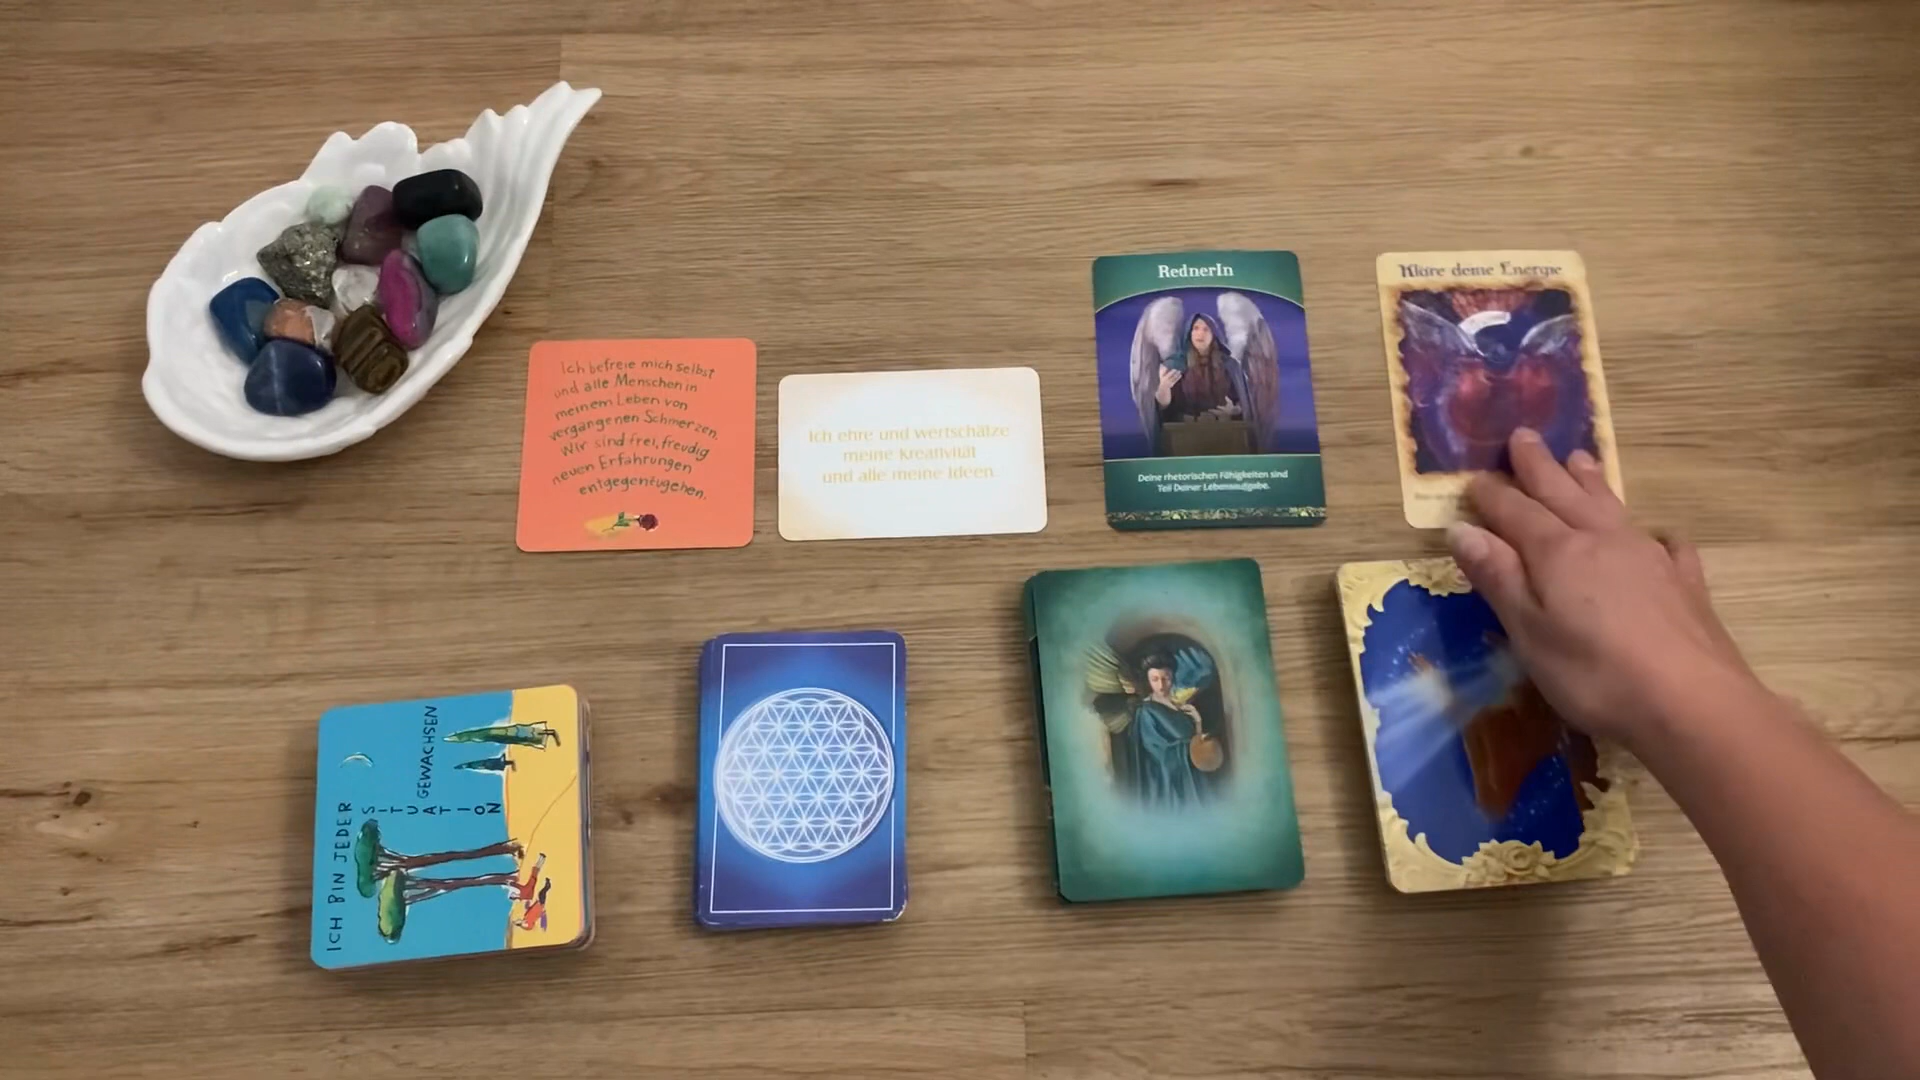 Ich befreie mich selbst
und alle Menschen in
meinem Leben von
vergangenen Schmerzen.
Wir sind frei, freudig
neuen Erfahrungen
entgegenzugehen.
Ich ehre und wertschätze
meine Kreativität
und alle meine Ideen.
RednerIn
Deine rhetorischen Fähigkeiten sind
Teil Deiner Lebensaufgabe.
Kläre deine Energie
ICH BIN JEDER
SITUATION
GEWACHSEN